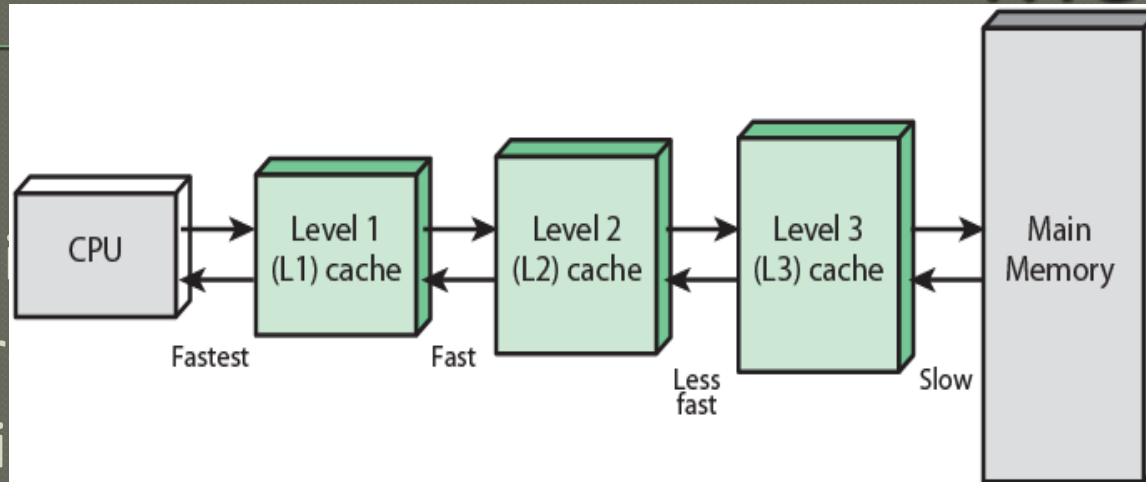 CPU
Level 1
(L1) cache
Level 2
(L2) cache
Level 3
(L3) cache
Main
Memory
Fastest
Fast
Less
fast
Slow